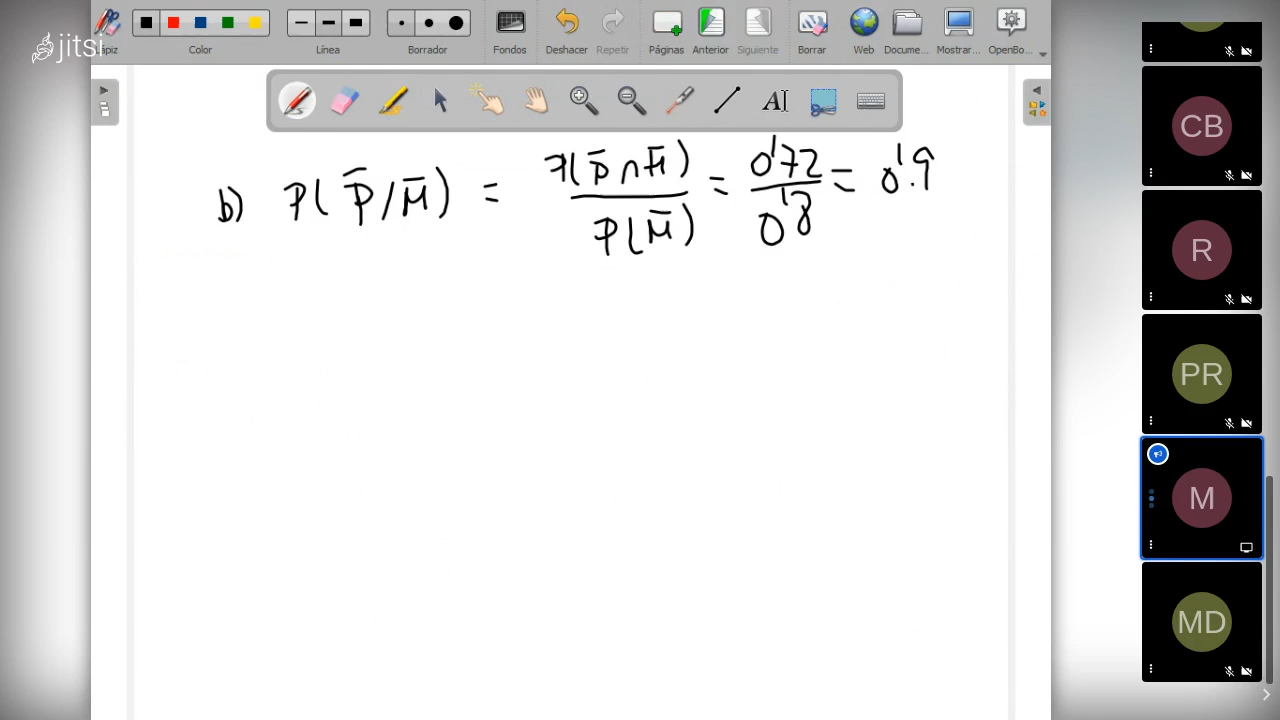 jitsi
Lápiz Color Línea Borrador Fondos Deshacer Repetir Páginas Anterior Siguiente Borrar Web Docume... Mostrar... OpenBo...
b) P( P̄ / M̄ ) = P( P̄ ∩ M̄ ) / P( M̄ ) = 0'72 / 0'8 = 0'9
CB
R
PR
M
MD